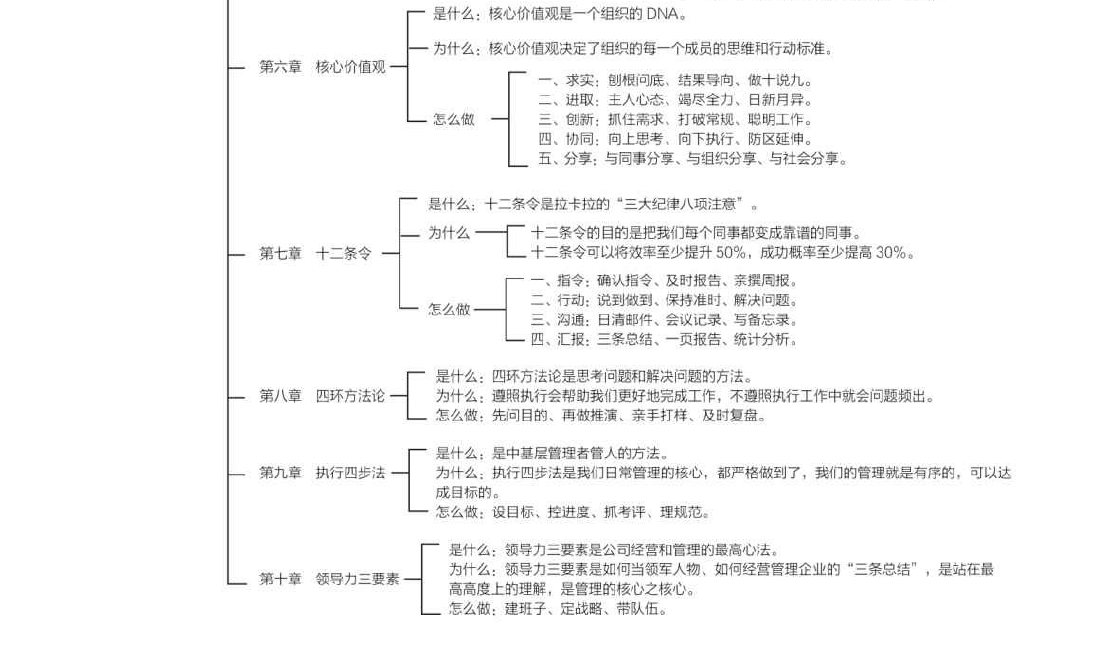 是什么：核心价值观是一个组织的 DNA。
第六章 核心价值观
为什么：核心价值观决定了组织的每一个成员的思维和行动标准。
怎么做
一、求实：刨根问底、结果导向、做十说九。
二、进取：主人心态、竭尽全力、日新月异。
三、创新：抓住需求、打破常规、聪明工作。
四、协同：向上思考、向下执行、防区延伸。
五、分享：与同事分享、与组织分享、与社会分享。
第七章 十二条令
是什么：十二条令是拉卡拉的“三大纪律八项注意”。
为什么
十二条令的目的是把我们每个同事都变成靠谱的同事。
十二条令可以将效率至少提升 50%，成功概率至少提高 30%。
怎么做
一、指令：确认指令、及时报告、亲撰周报。
二、行动：说到做到、保持准时、解决问题。
三、沟通：日清邮件、会议记录、写备忘录。
四、汇报：三条总结、一页报告、统计分析。
第八章 四环方法论
是什么：四环方法论是思考问题和解决问题的方法。
为什么：遵照执行会帮助我们更好地完成工作，不遵照执行工作中就会问题频出。
怎么做：先问目的、再做推演、亲手打样、及时复盘。
第九章 执行四步法
是什么：是中基层管理者管人的方法。
为什么：执行四步法是我们日常管理的核心，都严格做到了，我们的管理就是有序的，可以达
成目标的。
怎么做：设目标、控进度、抓考评、理规范。
第十章 领导力三要素
是什么：领导力三要素是公司经营和管理的最高心法。
为什么：领导力三要素是如何当领军人物、如何经营管理企业的“三条总结”，是站在最
高高度上的理解，是管理的核心之核心。
怎么做：建班子、定战略、带队伍。